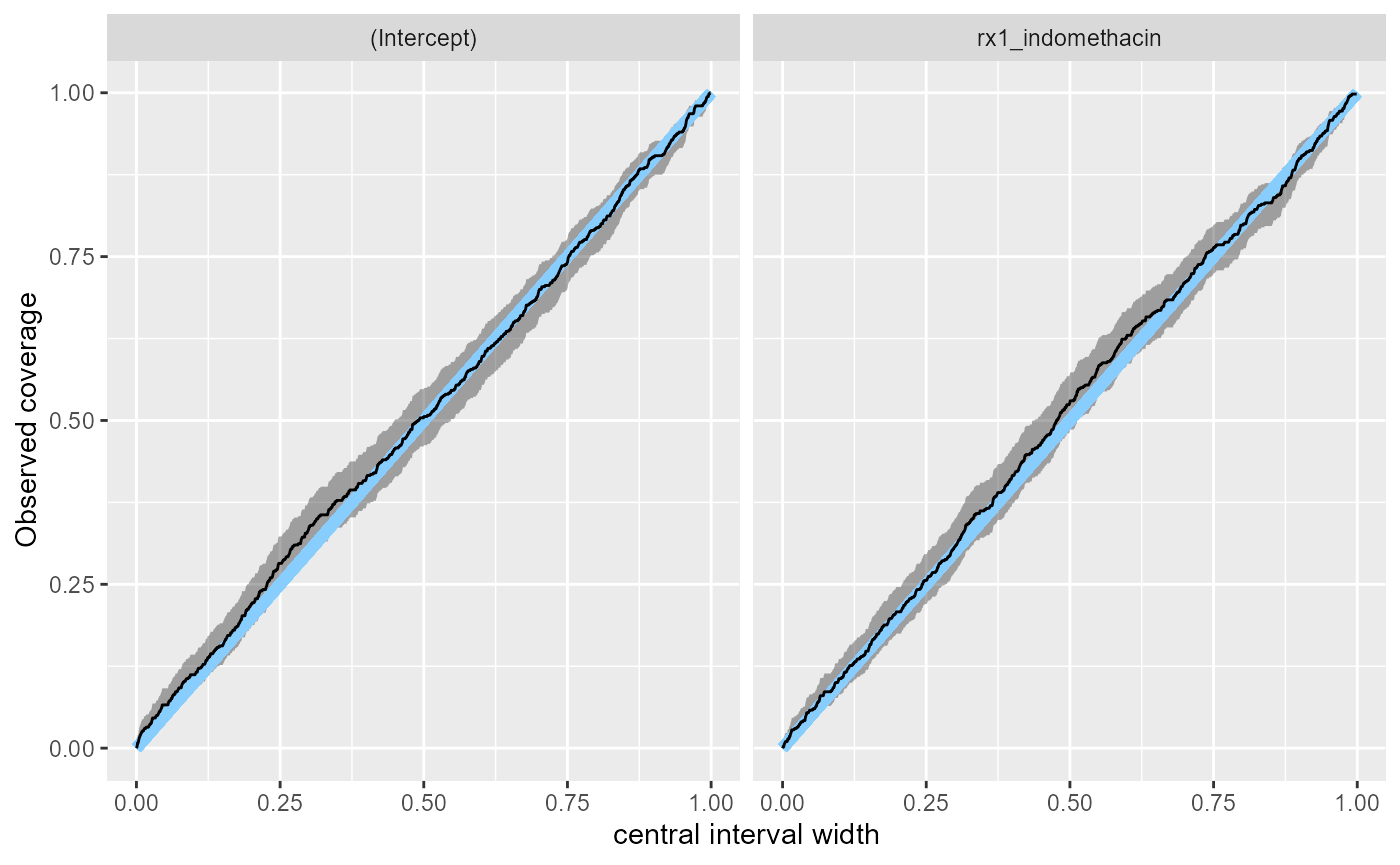 (Intercept)
rx1_indomethacin
Observed coverage
1.00
0.75
0.50
0.25
0.00
0.00 0.25 0.50 0.75 1.00
0.00 0.25 0.50 0.75 1.00
central interval width